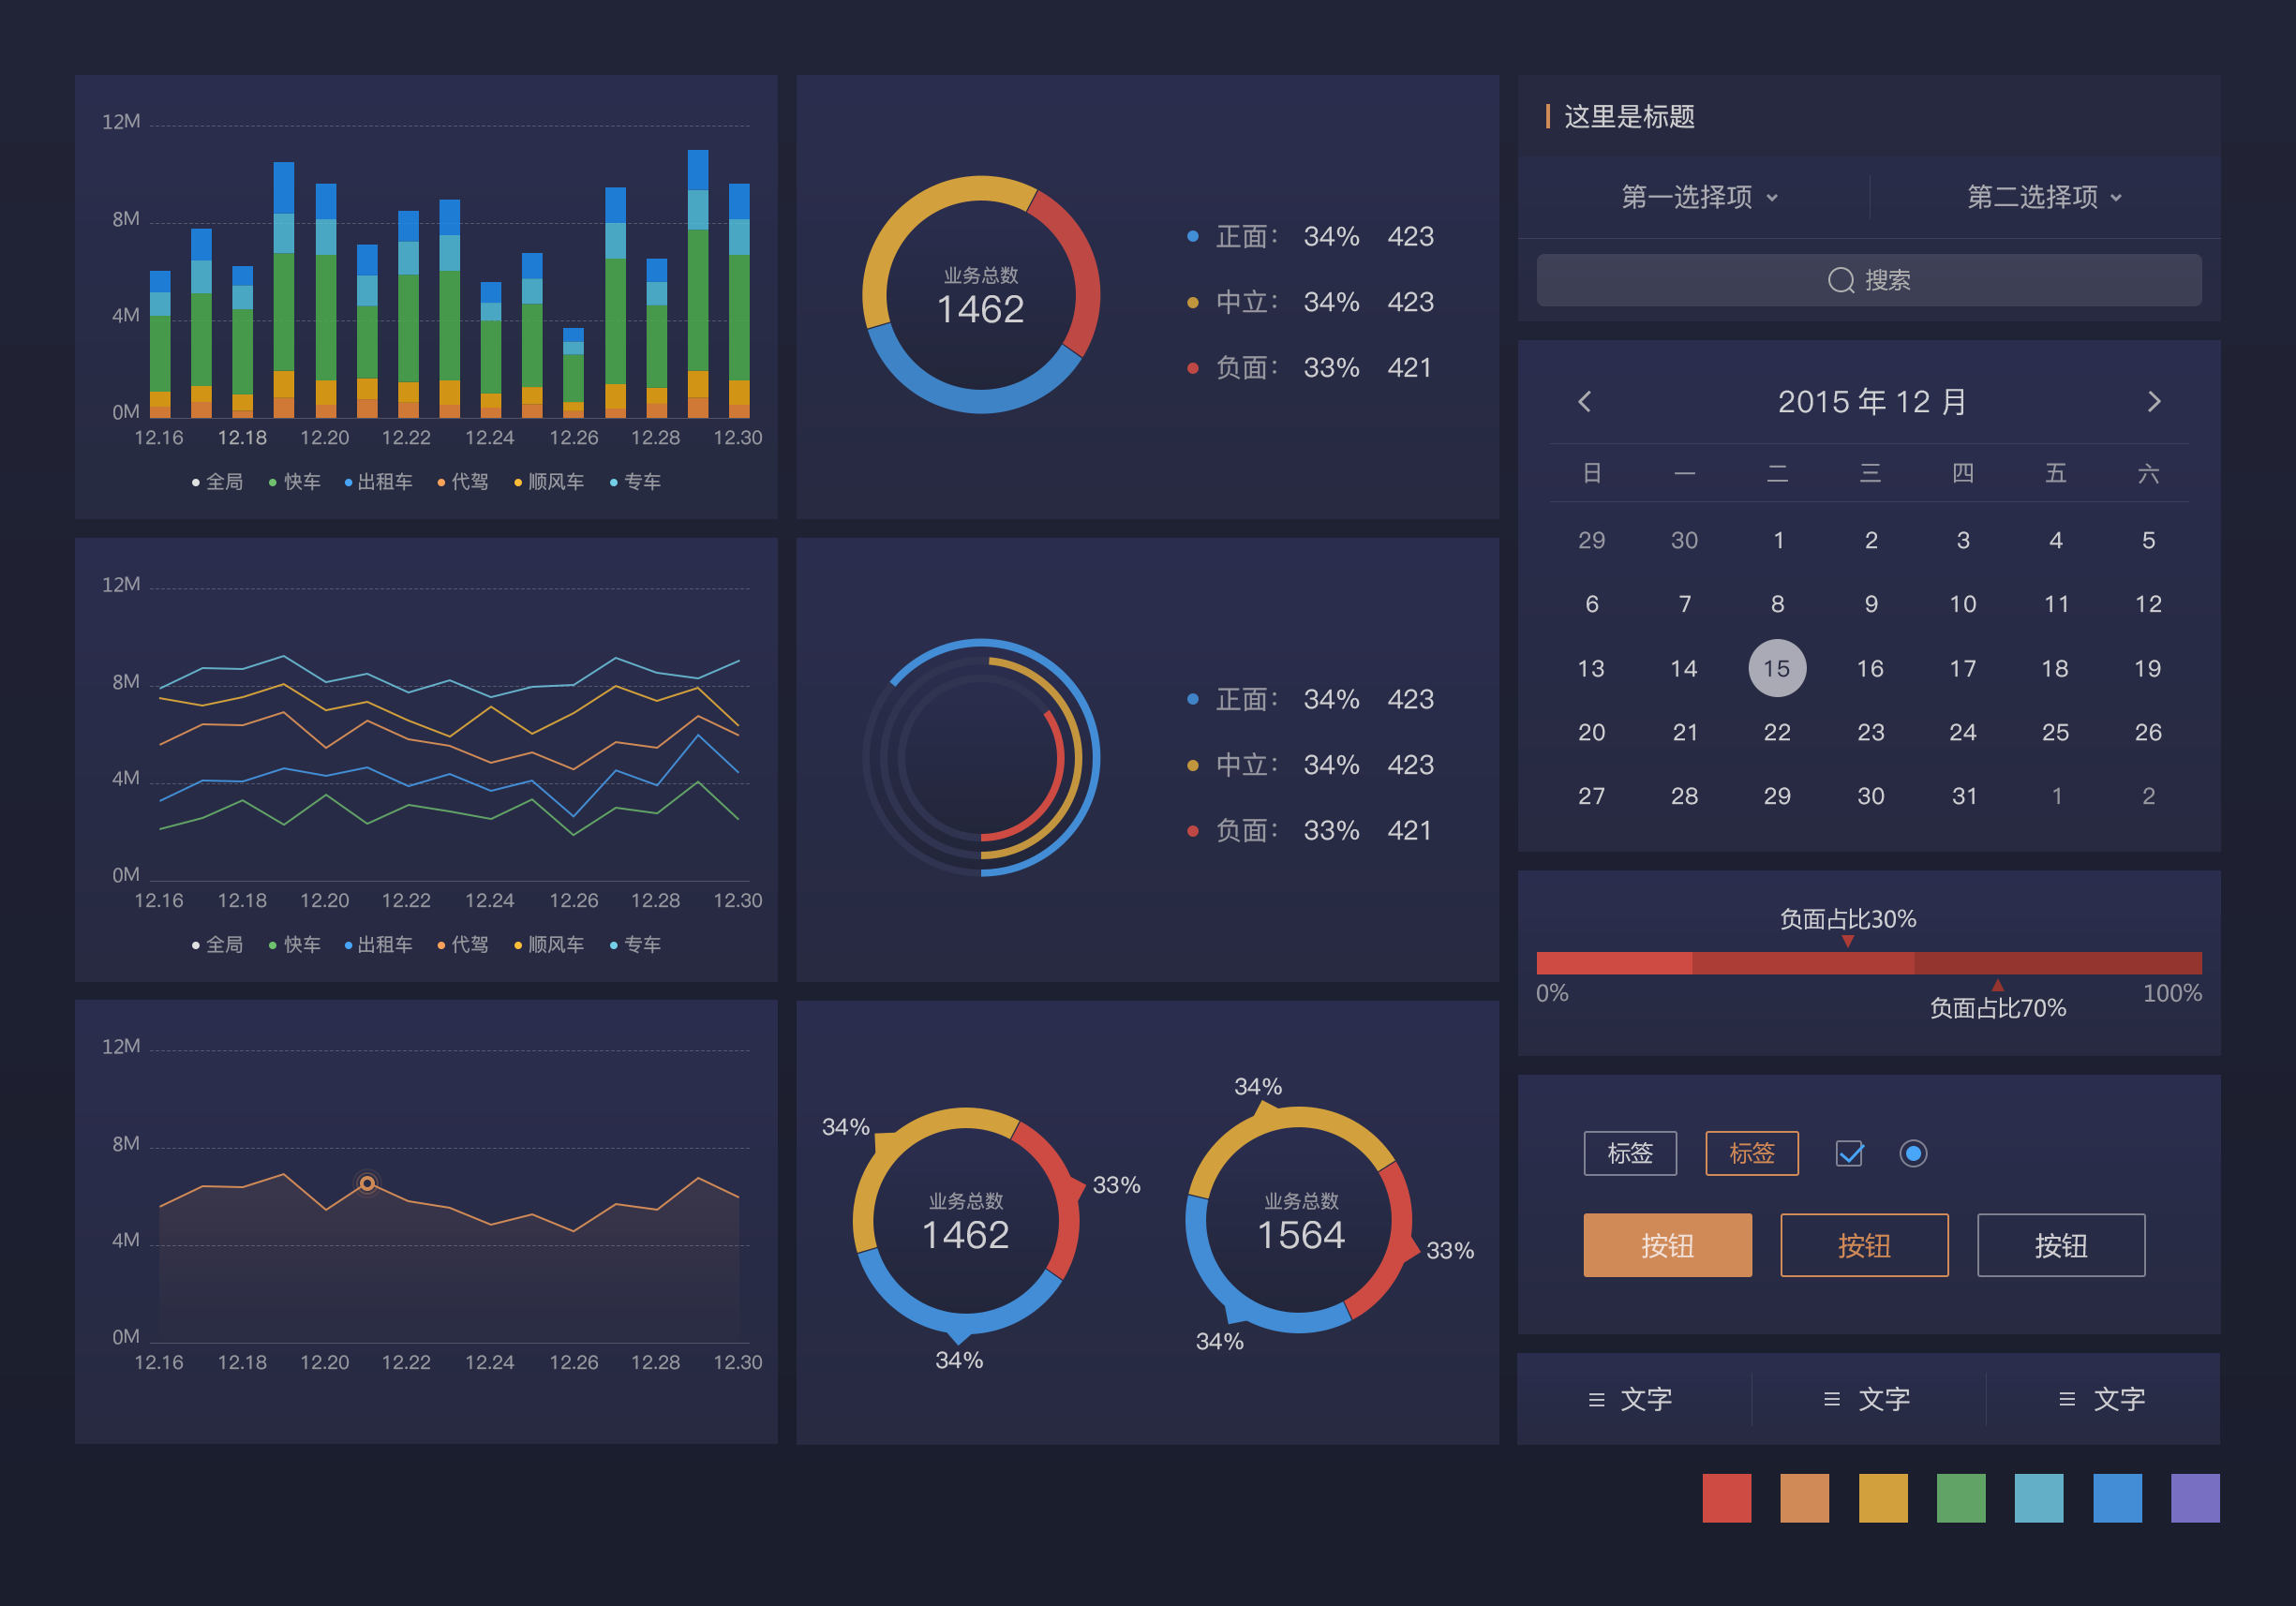 12M
8M
4M
0M
12.16 12.18 12.20 12.22 12.24 12.26 12.28 12.30
全局 快车 出租车 代驾 顺风车 专车
业务总数
1462
正面： 34% 423
中立： 34% 423
负面： 33% 421
这里是标题
第一选择项 第二选择项
搜索
2015 年 12 月
日 一 二 三 四 五 六
29 30 1 2 3 4 5
6 7 8 9 10 11 12
13 14 15 16 17 18 19
20 21 22 23 24 25 26
27 28 29 30 31 1 2
12M
8M
4M
0M
12.16 12.18 12.20 12.22 12.24 12.26 12.28 12.30
全局 快车 出租车 代驾 顺风车 专车
正面： 34% 423
中立： 34% 423
负面： 33% 421
负面占比30%
0% 100%
负面占比70%
12M
8M
4M
0M
12.16 12.18 12.20 12.22 12.24 12.26 12.28 12.30
34%
33%
业务总数
1462
34%
34%
业务总数
1564
33%
34%
标签 标签
按钮 按钮 按钮
文字 文字 文字